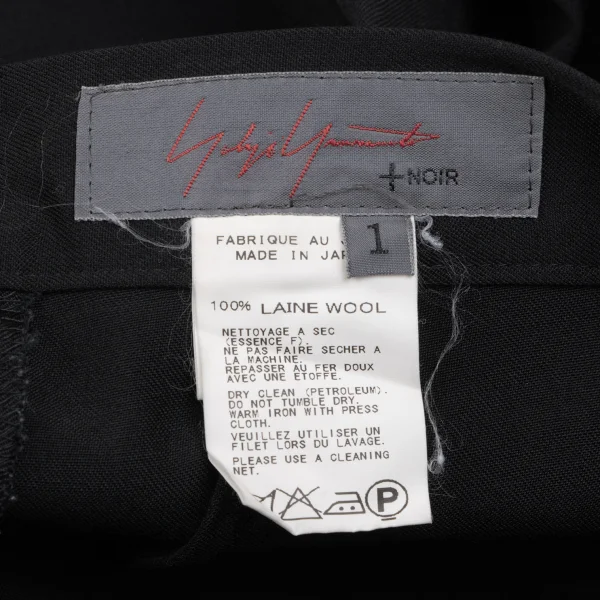 Yohji Yamamoto
+NOIR
1
FABRIQUE AU
MADE IN
100% LAINE WOOL
NETTOYAGE A SEC
(ESSENCE F).
NE PAS FAIRE SECHER A
LA MACHINE.
REPASSER AU FER DOUX
AVEC UNE ETOFFE.
DRY CLEAN (PETROLEUM).
DO NOT TUMBLE DRY.
WARM IRON WITH PRESS
CLOTH.
VEUILLEZ UTILISER UN
FILET LORS DU LAVAGE.
PLEASE USE A CLEANING
NET.
P